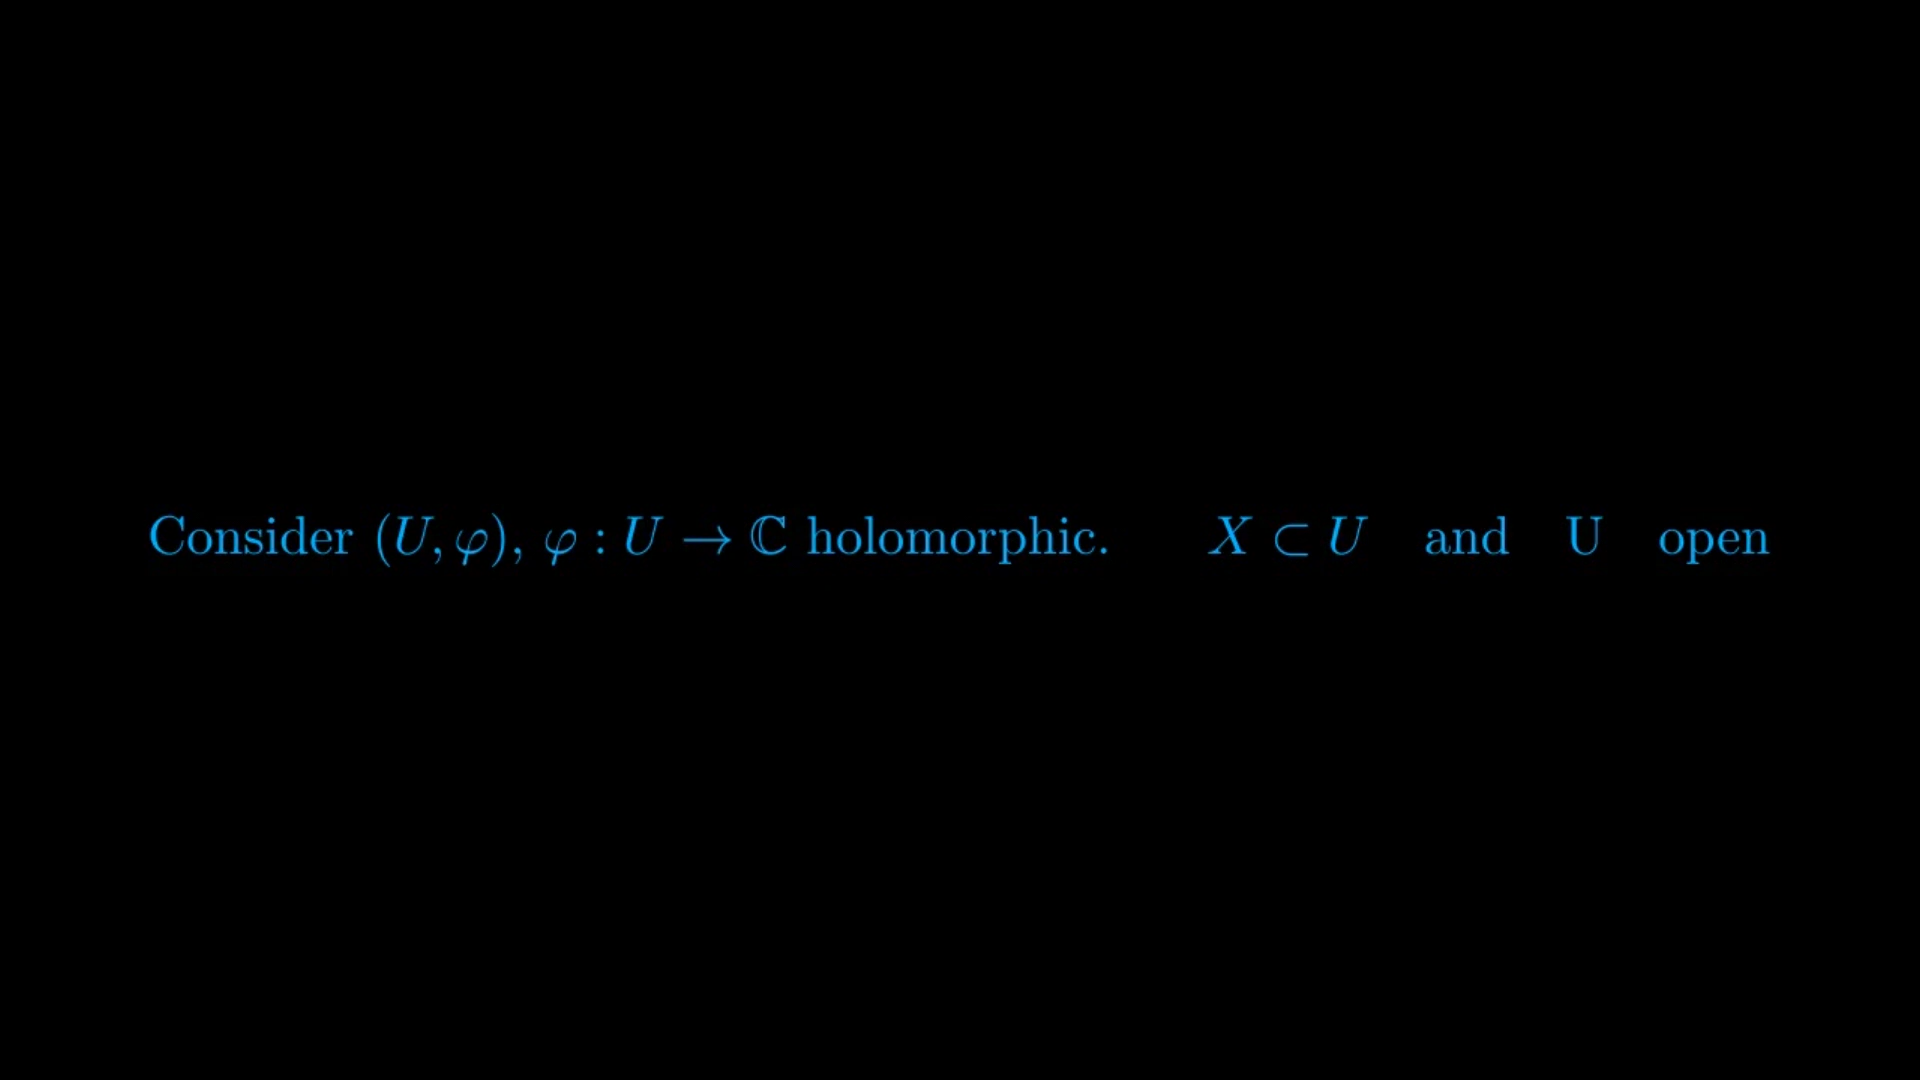 Consider (U, φ), φ : U → ℂ holomorphic. X ⊂ U and U open